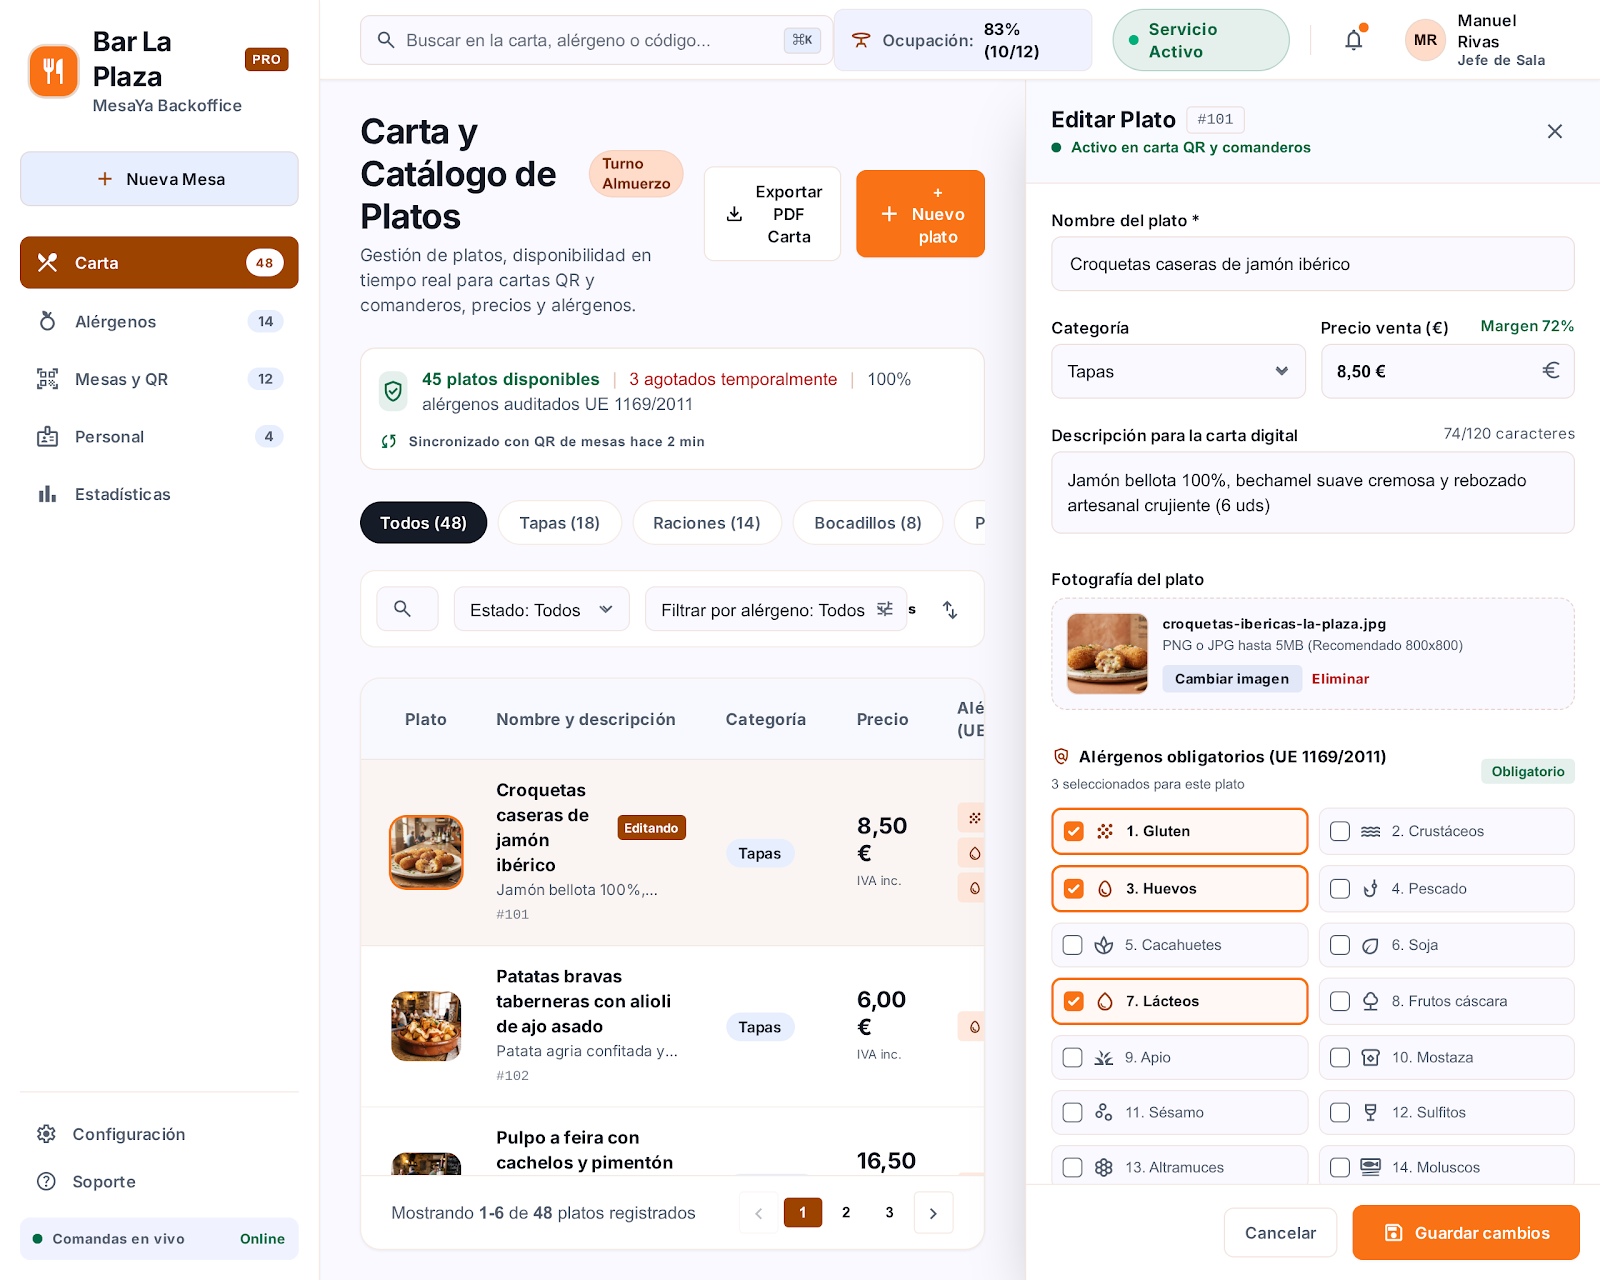 Bar La
Plaza
PRO
MesaYa Backoffice
Nueva Mesa
Carta
48
Alérgenos
14
Mesas y QR
12
Personal
4
Estadísticas
Configuración
Soporte
Comandas en vivo
Online
Buscar en la carta, alérgeno o código...
⌘K
Ocupación:
83%
(10/12)
Servicio
Activo
MR
Manuel
Rivas
Jefe de Sala
Carta y
Catálogo de
Platos
Turno
Almuerzo
Gestión de platos, disponibilidad en
tiempo real para cartas QR y
comanderos, precios y alérgenos.
Exportar
PDF
Carta
+
Nuevo
plato
45 platos disponibles | 3 agotados temporalmente | 100%
alérgenos auditados UE 1169/2011
Sincronizado con QR de mesas hace 2 min
Todos (48)
Tapas (18)
Raciones (14)
Bocadillos (8)
P
Estado: Todos
Filtrar por alérgeno: Todos
s
Plato
Nombre y descripción
Categoría
Precio
Alé
(UE
Croquetas
caseras de
jamón
ibérico
Editando
Jamón bellota 100%,...
#101
Tapas
8,50
€
IVA inc.
Patatas bravas
taberneras con alioli
de ajo asado
Patata agria confitada y...
#102
Tapas
6,00
€
IVA inc.
Pulpo a feira con
cachelos y pimentón
16,50
Mostrando 1-6 de 48 platos registrados
1
2
3
Editar Plato
#101
Activo en carta QR y comanderos
Nombre del plato *
Croquetas caseras de jamón ibérico
Categoría
Tapas
Precio venta (€)
Margen 72%
8,50 €
Descripción para la carta digital
74/120 caracteres
Jamón bellota 100%, bechamel suave cremosa y rebozado
artesanal crujiente (6 uds)
Fotografía del plato
croquetas-ibericas-la-plaza.jpg
PNG o JPG hasta 5MB (Recomendado 800x800)
Cambiar imagen
Eliminar
Alérgenos obligatorios (UE 1169/2011)
3 seleccionados para este plato
Obligatorio
1. Gluten
2. Crustáceos
3. Huevos
4. Pescado
5. Cacahuetes
6. Soja
7. Lácteos
8. Frutos cáscara
9. Apio
10. Mostaza
11. Sésamo
12. Sulfitos
13. Altramuces
14. Moluscos
Cancelar
Guardar cambios